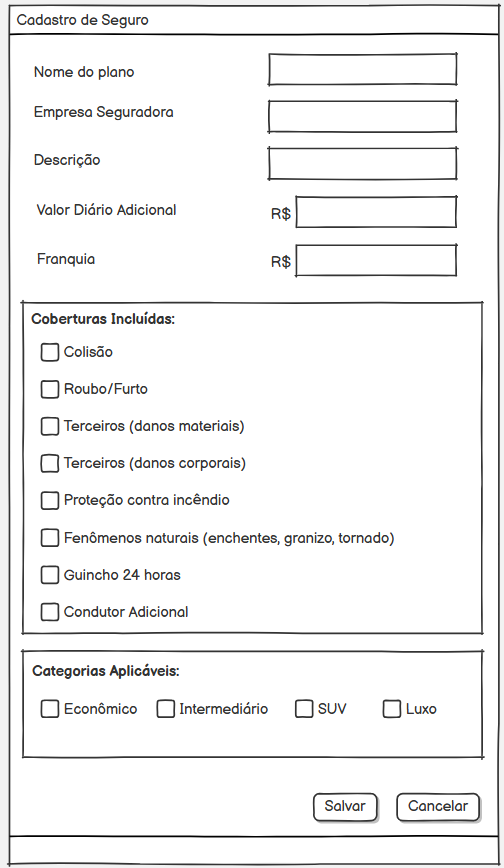 Cadastro de Seguro
Nome do plano
Empresa Seguradora
Descrição
Valor Diário Adicional R$
Franquia R$
Coberturas Incluídas:
Colisão
Roubo/Furto
Terceiros (danos materiais)
Terceiros (danos corporais)
Proteção contra incêndio
Fenômenos naturais (enchentes, granizo, tornado)
Guincho 24 horas
Condutor Adicional
Categorias Aplicáveis:
Econômico Intermediário SUV Luxo
Salvar Cancelar